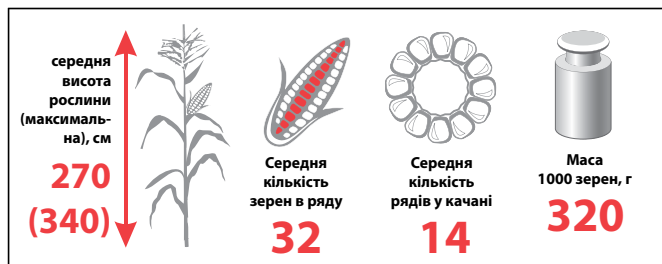 середня
висота
рослини
(максималь-
на), см
270
(340)
Середня
кількість
зерен в ряду
32
Середня
кількість
рядів у качані
14
Маса
1000 зерен, г
320